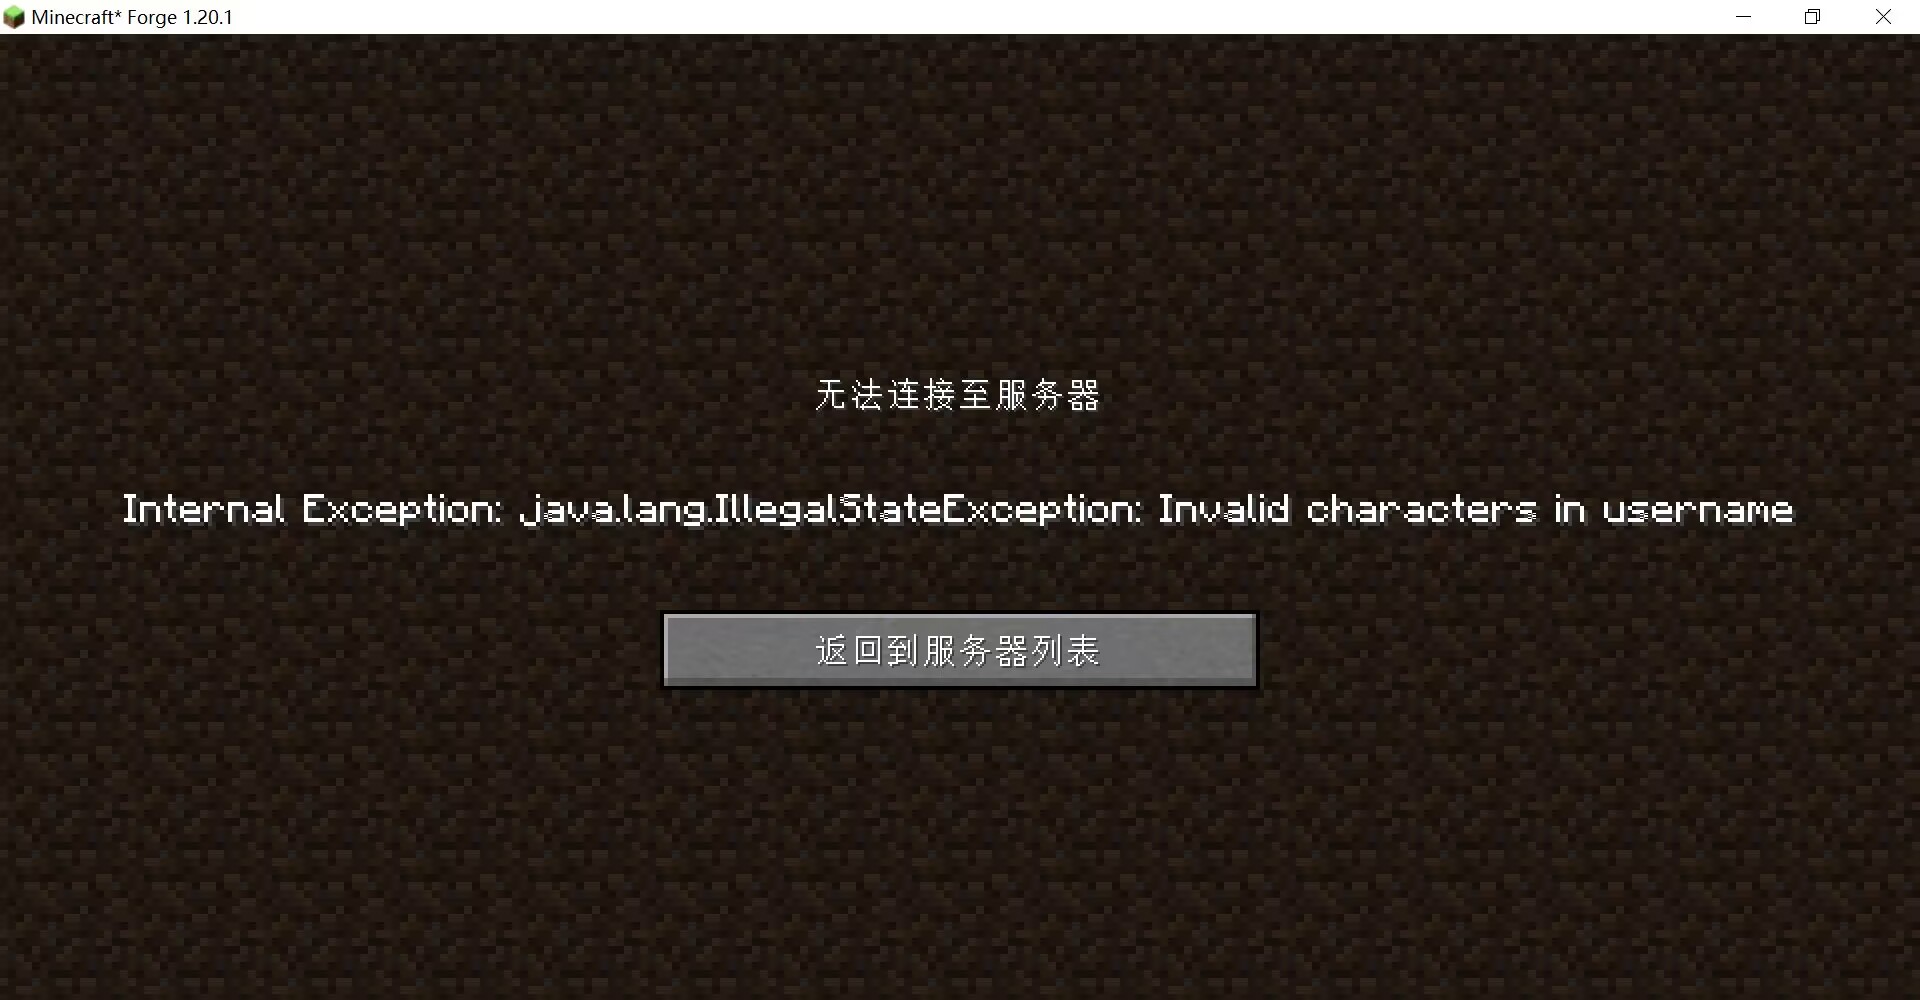 Minecraft* Forge 1.20.1
无法连接至服务器
Internal Exception: java.lang.IllegalStateException: Invalid characters in username
返回到服务器列表